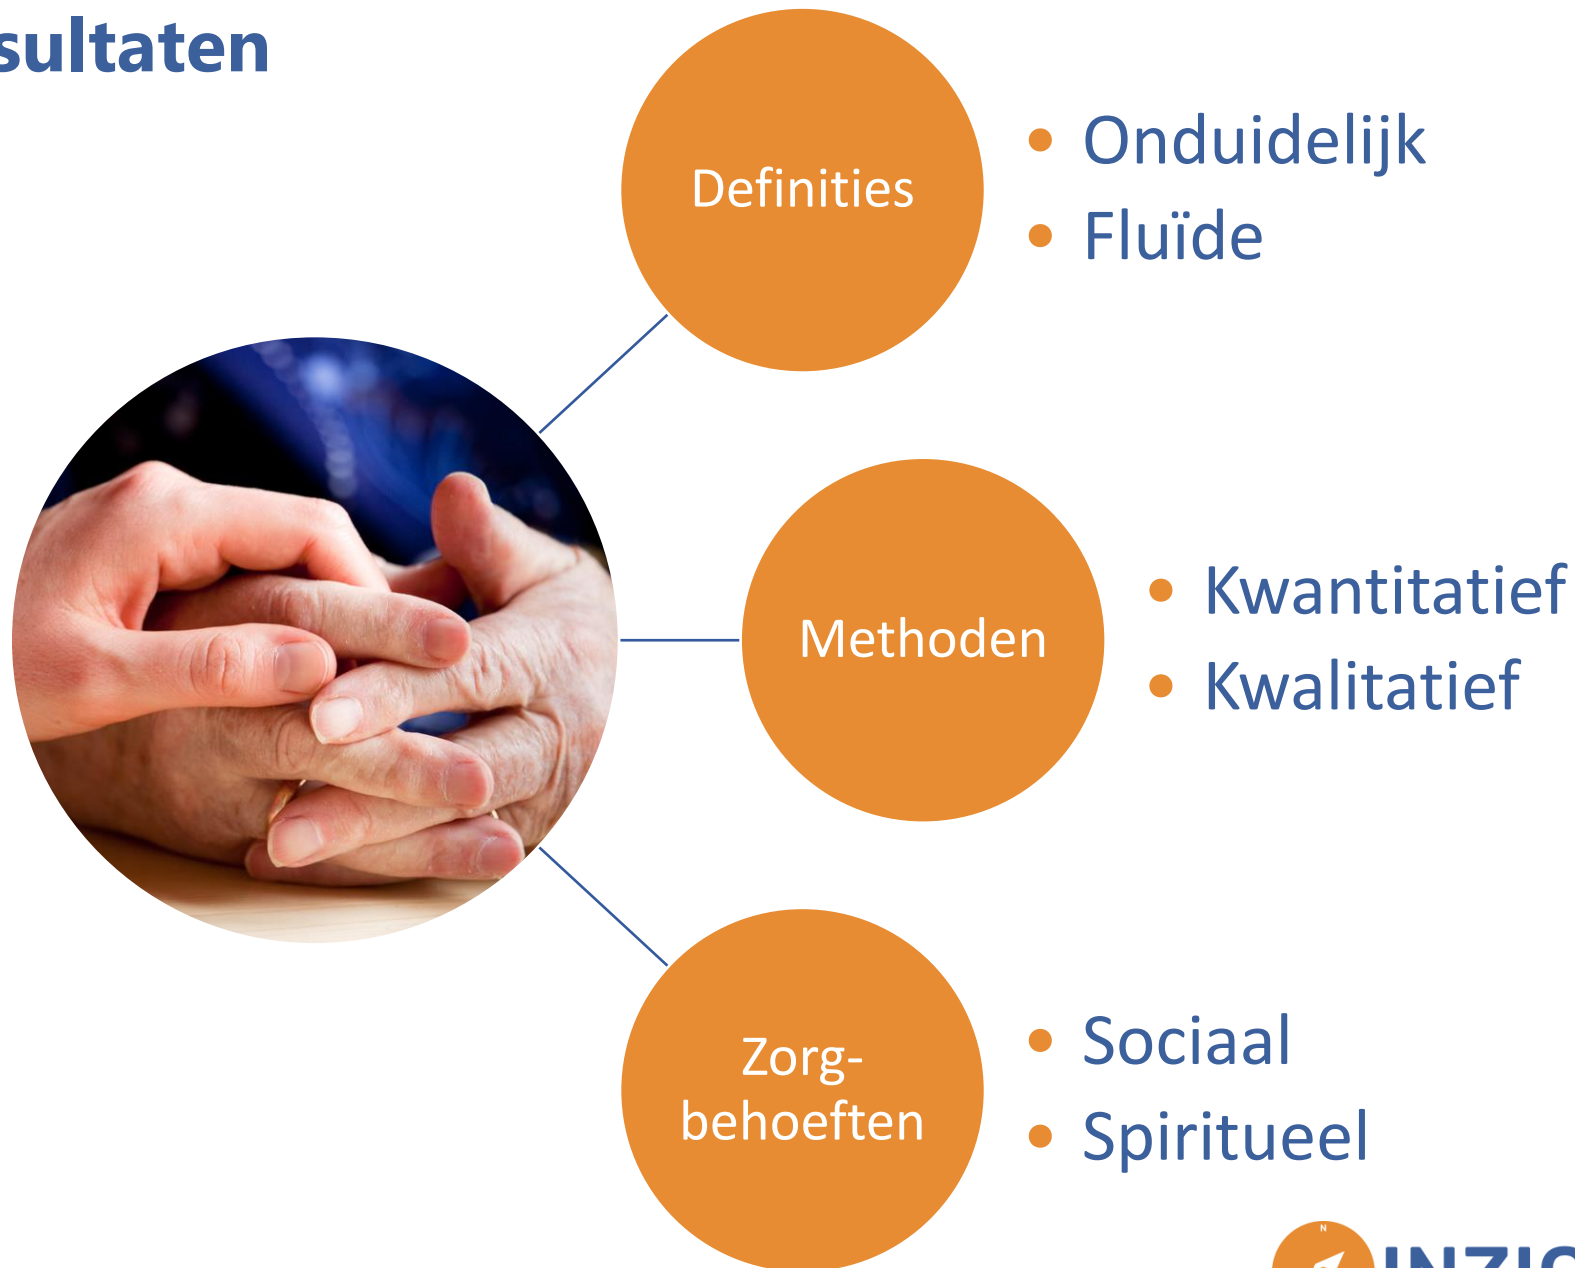 sultaten
Definities
• Onduidelijk
• Fluïde
Methoden
• Kwantitatief
• Kwalitatief
Zorg-
behoeften
• Sociaal
• Spiritueel
N